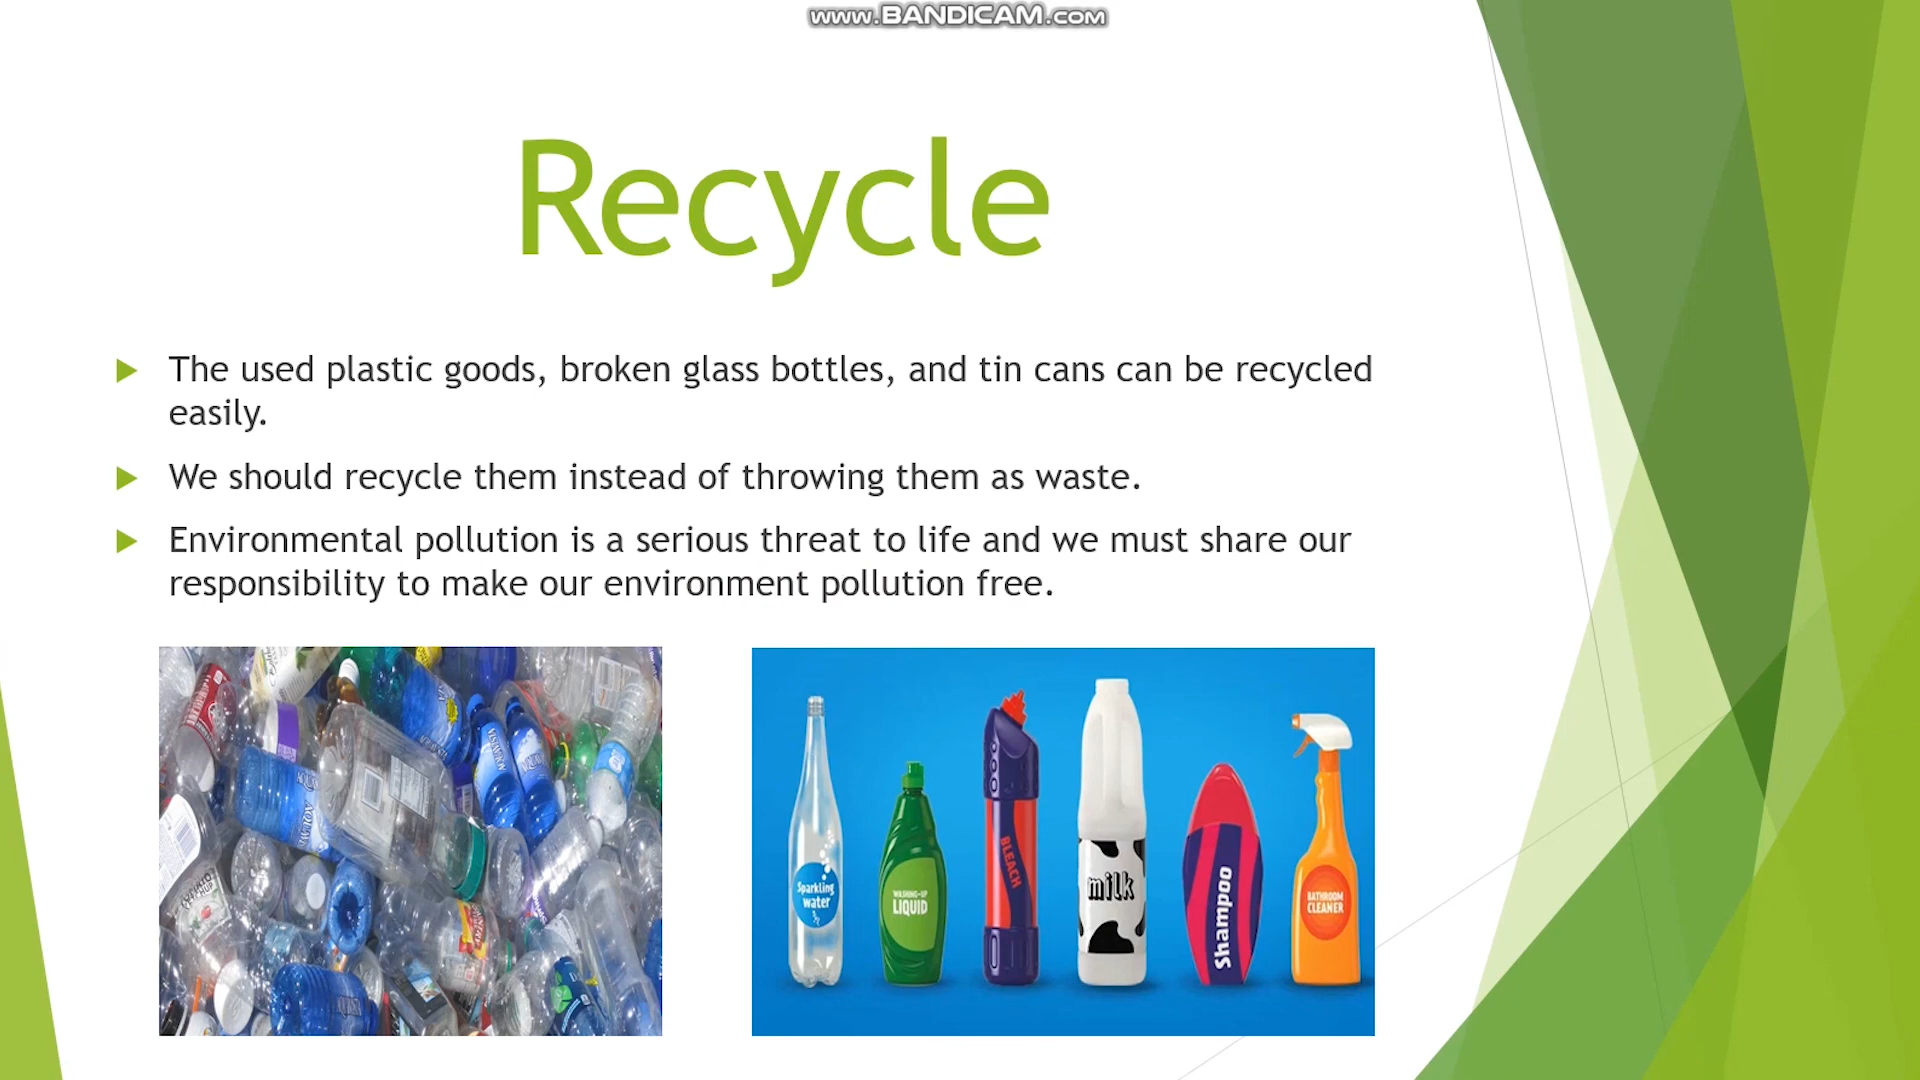 www.BANDICAM.com
Recycle
The used plastic goods, broken glass bottles, and tin cans can be recycled
easily.
We should recycle them instead of throwing them as waste.
Environmental pollution is a serious threat to life and we must share our
responsibility to make our environment pollution free.
Sparkling
water
WASHING-UP
LIQUID
BLEACH
milk
Shampoo
BATHROOM
CLEANER